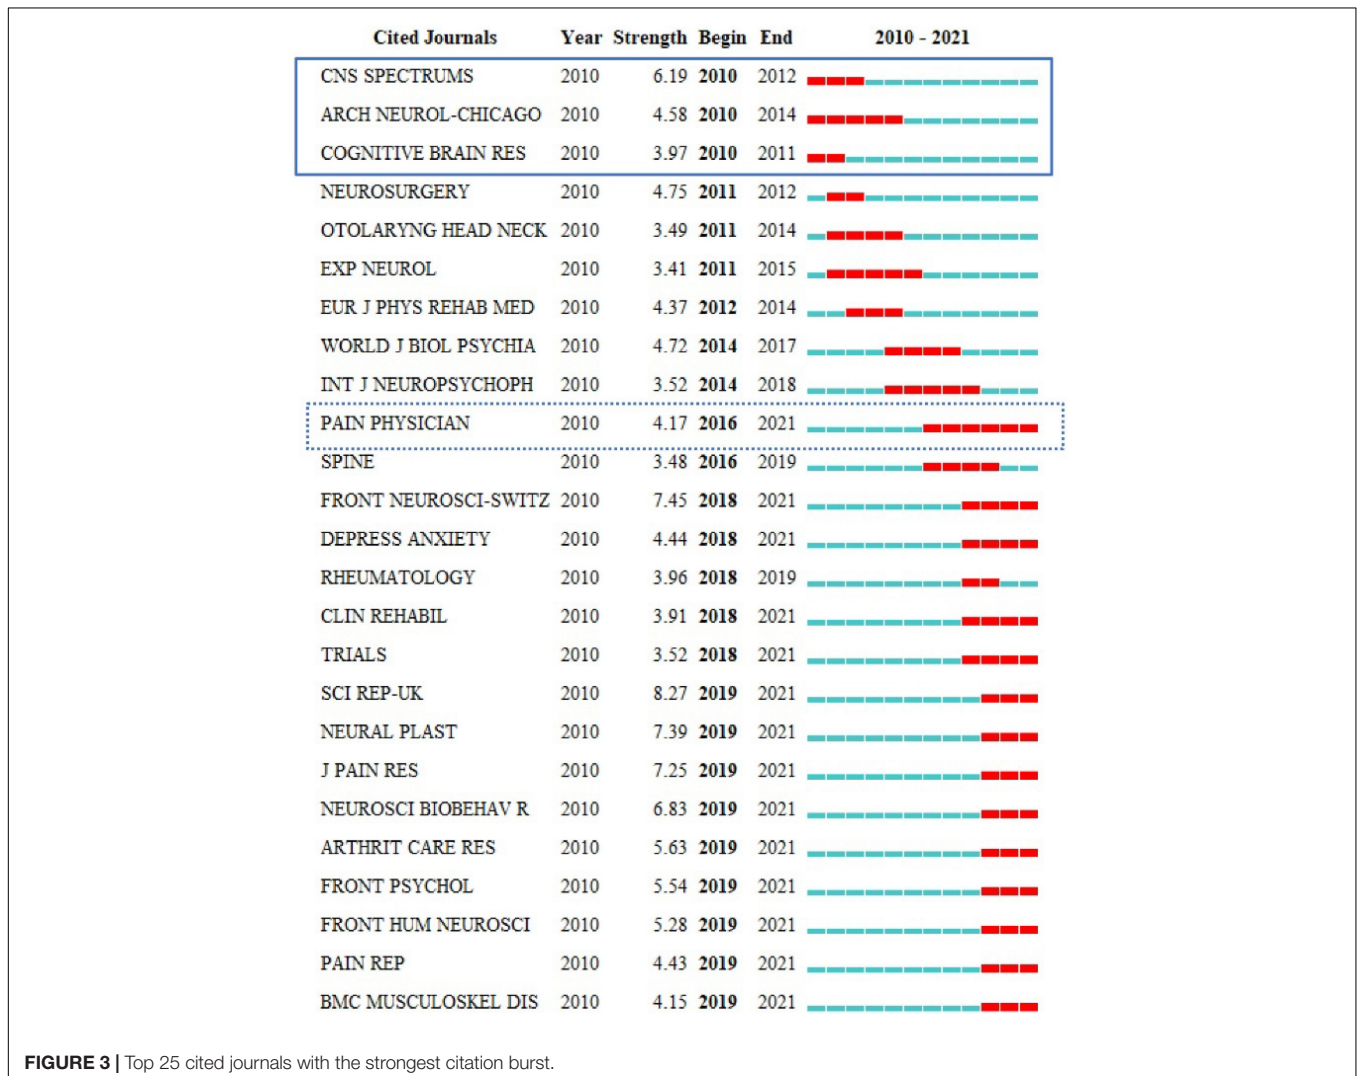 Cited Journals Year Strength Begin End 2010 - 2021
CNS SPECTRUMS 2010 6.19 2010 2012
ARCH NEUROL-CHICAGO 2010 4.58 2010 2014
COGNITIVE BRAIN RES 2010 3.97 2010 2011
NEUROSURGERY 2010 4.75 2011 2012
OTOLARYNG HEAD NECK 2010 3.49 2011 2014
EXP NEUROL 2010 3.41 2011 2015
EUR J PHYS REHAB MED 2010 4.37 2012 2014
WORLD J BIOL PSYCHIA 2010 4.72 2014 2017
INT J NEUROPSYCHOPH 2010 3.52 2014 2018
PAIN PHYSICIAN 2010 4.17 2016 2021
SPINE 2010 3.48 2016 2019
FRONT NEUROSCI-SWITZ 2010 7.45 2018 2021
DEPRESS ANXIETY 2010 4.44 2018 2021
RHEUMATOLOGY 2010 3.96 2018 2019
CLIN REHABIL 2010 3.91 2018 2021
TRIALS 2010 3.52 2018 2021
SCI REP-UK 2010 8.27 2019 2021
NEURAL PLAST 2010 7.39 2019 2021
J PAIN RES 2010 7.25 2019 2021
NEUROSCI BIOBEHAV R 2010 6.83 2019 2021
ARTHRIT CARE RES 2010 5.63 2019 2021
FRONT PSYCHOL 2010 5.54 2019 2021
FRONT HUM NEUROSCI 2010 5.28 2019 2021
PAIN REP 2010 4.43 2019 2021
BMC MUSCULOSKEL DIS 2010 4.15 2019 2021
FIGURE 3 | Top 25 cited journals with the strongest citation burst.